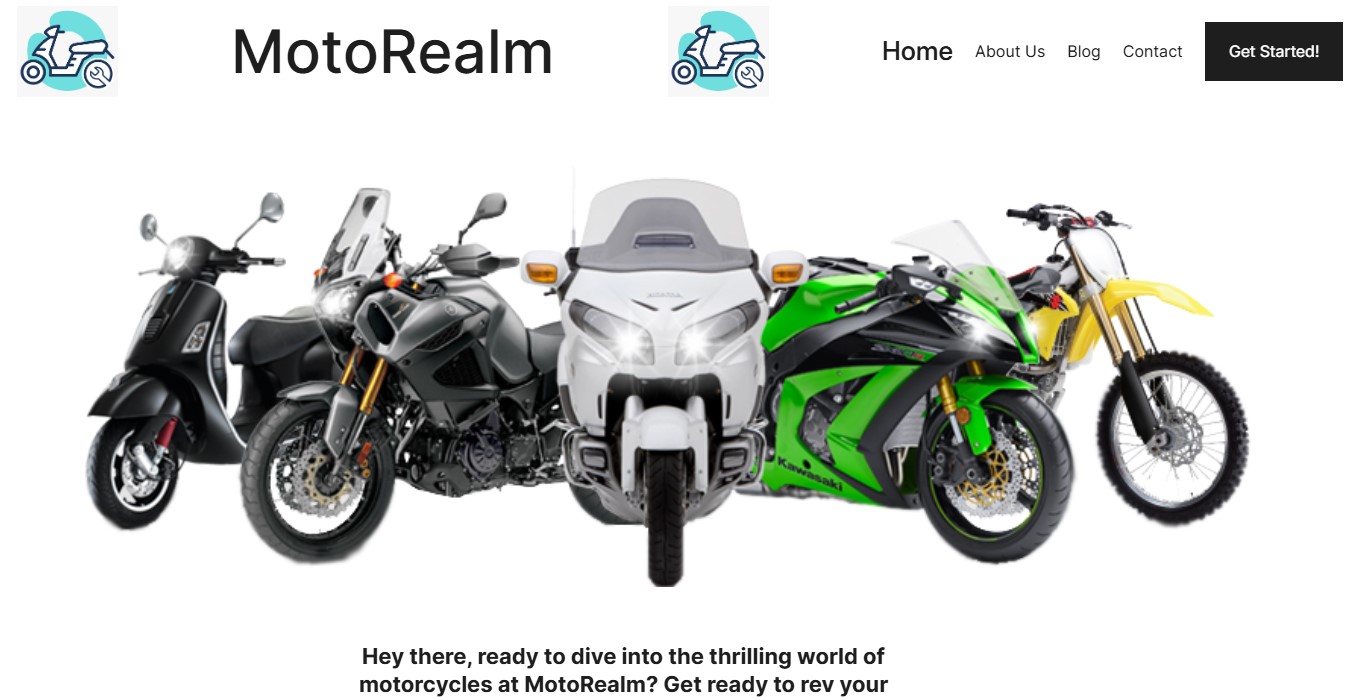 MotoRealm
Home
About Us
Blog
Contact
Get Started!
Kawasaki
Hey there, ready to dive into the thrilling world of
motorcycles at MotoRealm? Get ready to rev your